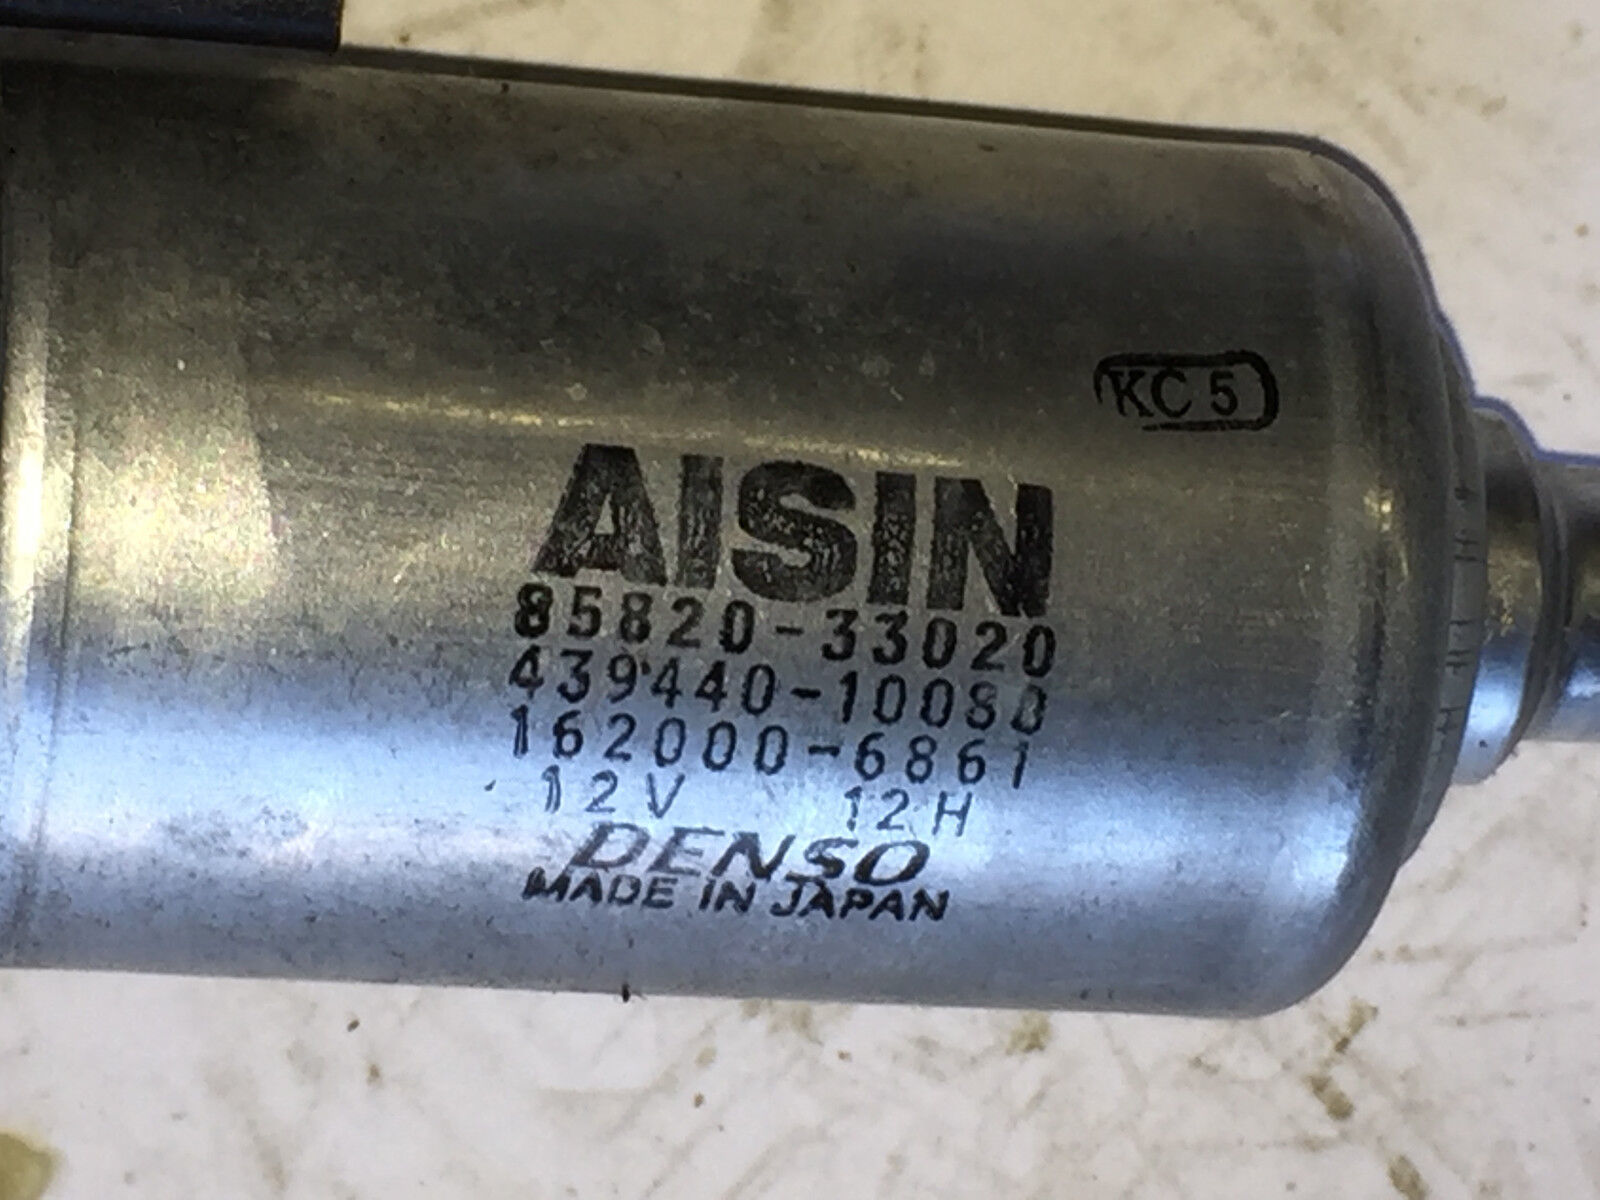 KC 5
AISIN
85820-33020
439440-10080
162000-6861
12V 12H
DENSO
MADE IN JAPAN